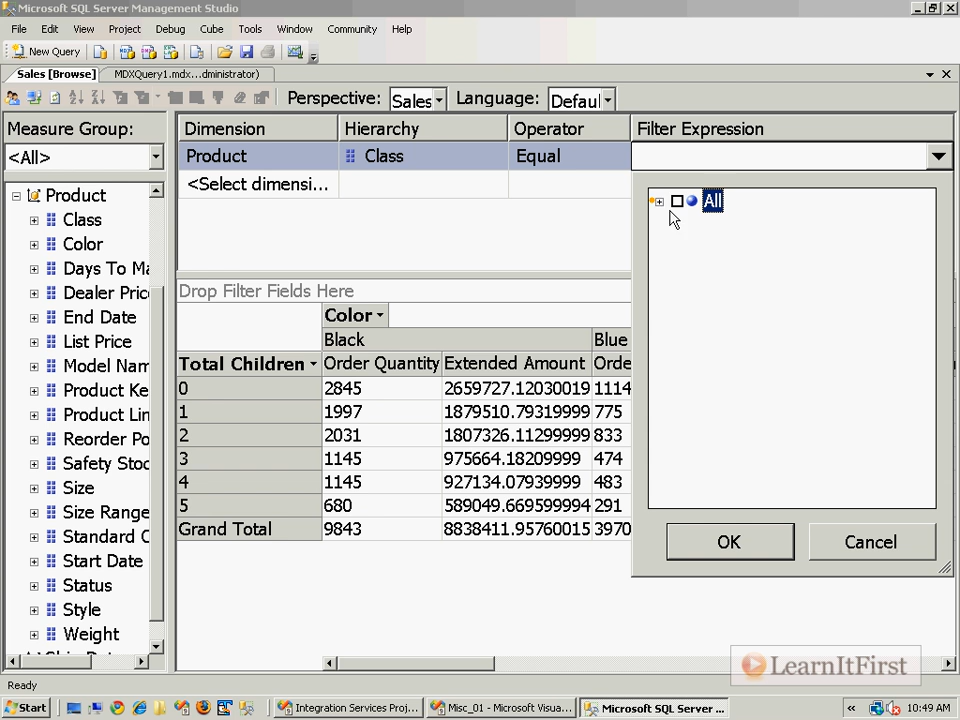 Microsoft SQL Server Management Studio
File Edit View Project Debug Cube Tools Window Community Help
New Query
Sales [Browse] MDXQuery1.mdx...dministrator)
Perspective: Sales Language: Defaul
Measure Group:
<All>
Dimension Hierarchy Operator Filter Expression
Product Class Equal
<Select dimensi...
Product
Class
Color
Days To Ma
Dealer Pric
End Date
List Price
Model Nam
Product Ke
Product Lin
Reorder Po
Safety Stoc
Size
Size Range
Standard C
Start Date
Status
Style
Weight
All
OK Cancel
Drop Filter Fields Here
Color
Black Blue
Total Children Order Quantity Extended Amount Orde
0 2845 2659727.12030019 1114
1 1997 1879510.79319999 775
2 2031 1807326.11299999 833
3 1145 975664.18209999 474
4 1145 927134.07939999 483
5 680 589049.669599994 291
Grand Total 9843 8838411.95760015 3970
LearnItFirst
Ready
Start Integration Services Proj... Misc_01 - Microsoft Visua... Microsoft SQL Server ... « 10:49 AM